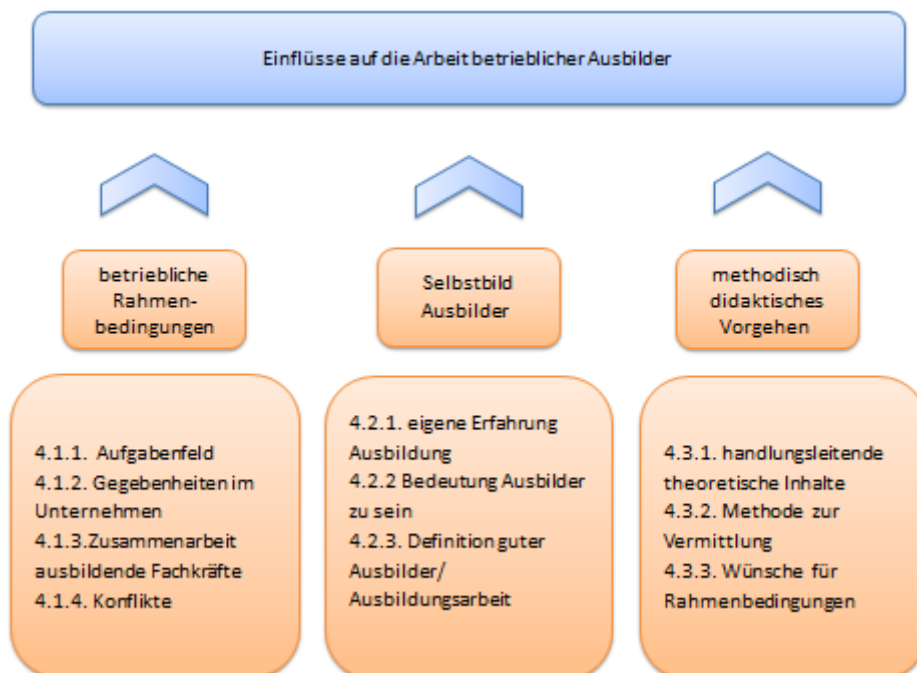 Einflüsse auf die Arbeit betrieblicher Ausbilder
betriebliche
Rahmen-
bedingungen
Selbstbild
Ausbilder
methodisch
didaktisches
Vorgehen
4.1.1. Aufgabenfeld
4.1.2. Gegebenheiten im
Unternehmen
4.1.3.Zusammenarbeit
ausbildende Fachkräfte
4.1.4. Konflikte
4.2.1. eigene Erfahrung
Ausbildung
4.2.2 Bedeutung Ausbilder
zu sein
4.2.3. Definition guter
Ausbilder/
Ausbildungsarbeit
4.3.1. handlungsleitende
theoretische Inhalte
4.3.2. Methode zur
Vermittlung
4.3.3. Wünsche für
Rahmenbedingungen